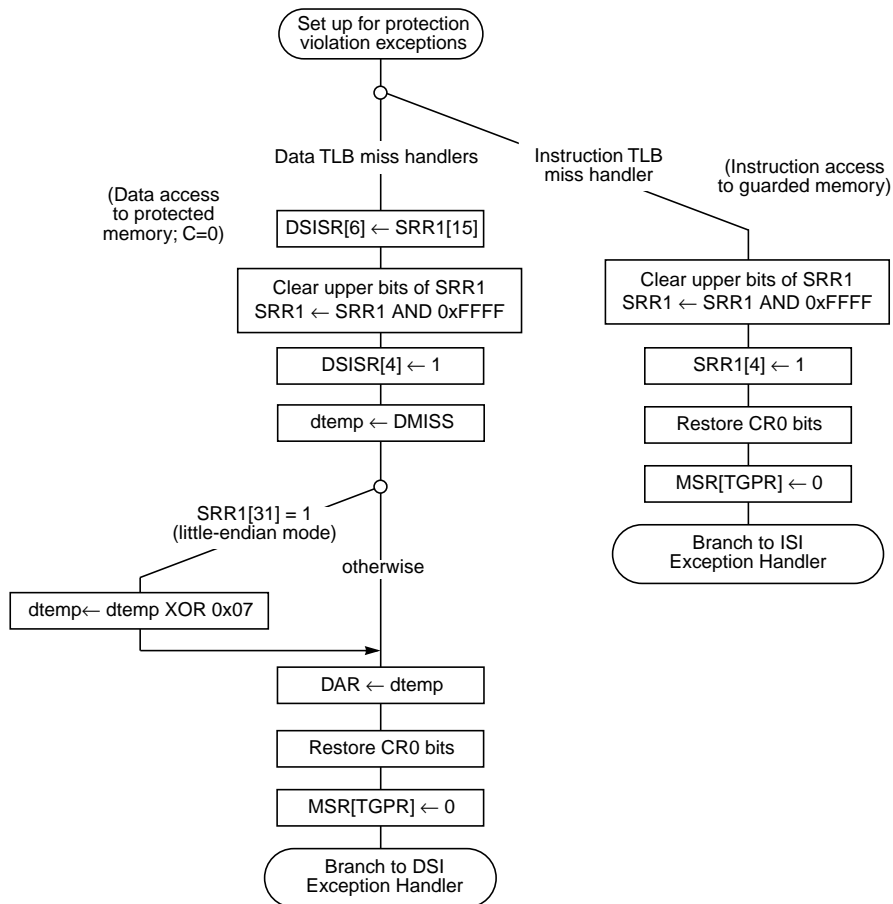 Set up for protection
violation exceptions
Data TLB miss handlers
Instruction TLB
miss handler
(Instruction access
to guarded memory)
(Data access
to protected
memory; C=0)
DSISR[6] ← SRR1[15]
Clear upper bits of SRR1
SRR1 ← SRR1 AND 0xFFFF
DSISR[4] ← 1
dtemp ← DMISS
Clear upper bits of SRR1
SRR1 ← SRR1 AND 0xFFFF
SRR1[4] ← 1
Restore CR0 bits
MSR[TGPR] ← 0
Branch to ISI
Exception Handler
SRR1[31] = 1
(little-endian mode)
otherwise
dtemp← dtemp XOR 0x07
DAR ← dtemp
Restore CR0 bits
MSR[TGPR] ← 0
Branch to DSI
Exception Handler